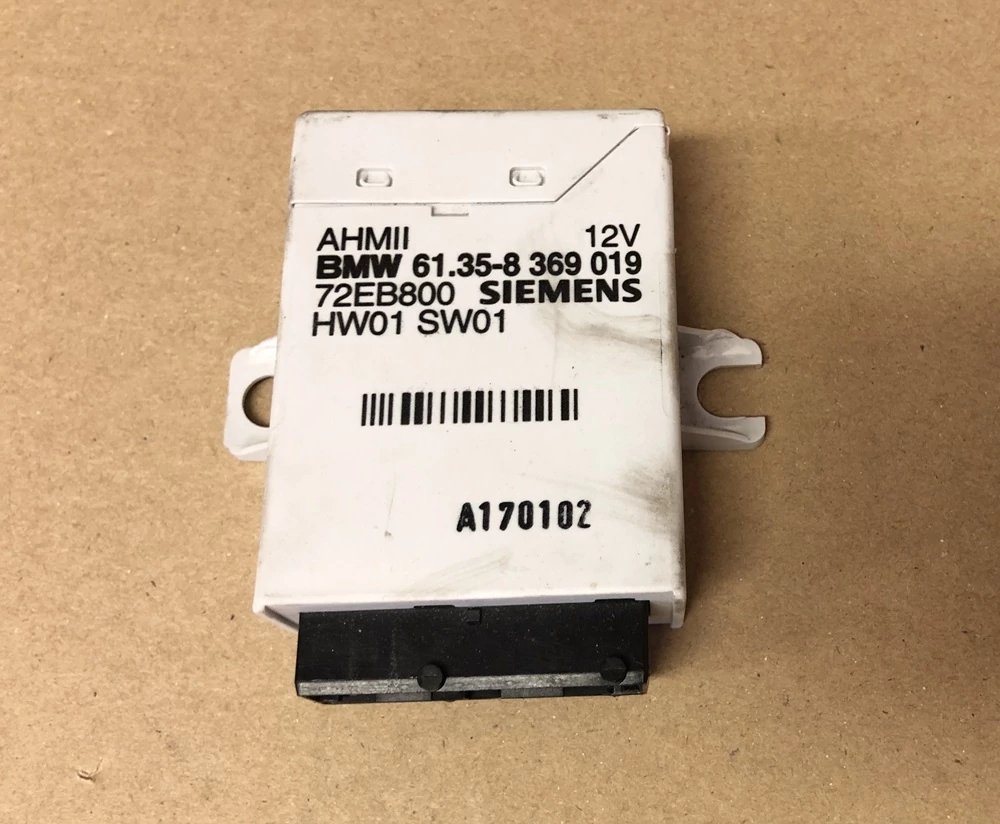 AHMII 12V
BMW 61.35-8 369 019
72EB800 SIEMENS
HW01 SW01
A170102